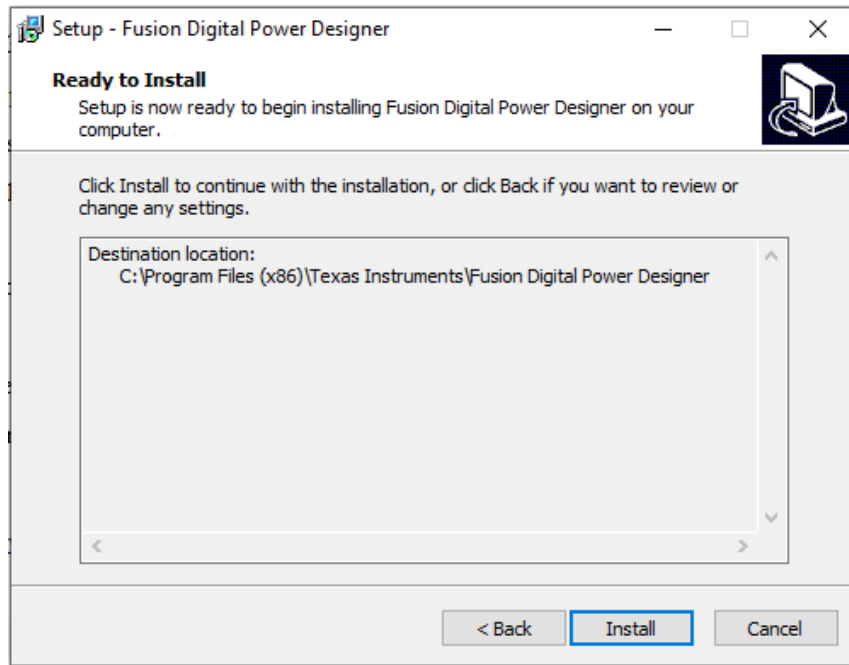 Setup - Fusion Digital Power Designer
Ready to Install
Setup is now ready to begin installing Fusion Digital Power Designer on your
computer.
Click Install to continue with the installation, or click Back if you want to review or
change any settings.
Destination location:
C:\Program Files (x86)\Texas Instruments\Fusion Digital Power Designer
< Back
Install
Cancel